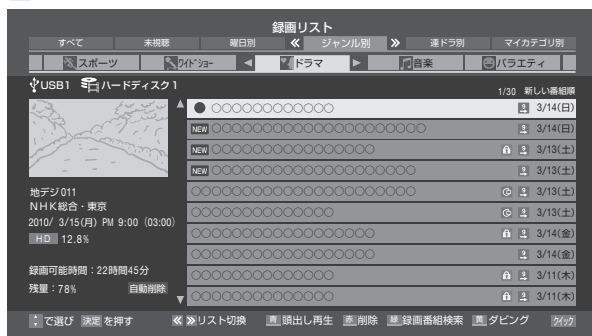 録画リスト
すべて 未視聴 曜日別 ≪ ジャンル別 ≫ 連ドラ別 マイカテゴリ別
スポーツ ワイドショー ◀ ドラマ ▶ 音楽 バラエティ
USB1 ハードディスク1
1/30 新しい番組順
● ○○○○○○○○○○○○ 3/14(日)
NEW ○○○○○○○○○○○○○○○○○○○○○ 3/14(日)
NEW ○○○○○○○○○○○○○○○○ 3/13(土)
NEW ○○○○○○○○○○○○○○○○○○○○ 3/13(土)
○○○○○○○○○○○○○○○○○○○○○○ 3/13(土)
○○○○○○○○○○○○○○ 3/13(土)
○○○○○○○○○○○○○○○○○○ 3/14(金)
○○○○○○○○○○○○○○○○○○ 3/14(金)
○○○○○○○○○○○○○○ 3/11(木)
○○○○○○○○○○○○○○○○ 3/11(木)
地デジ011
NHK総合・東京
2010/ 3/15(月) PM 9:00 (03:00)
HD 12.8%
録画可能時間:22時間45分
残量:78% 自動削除
で選び 決定 を押す ≪ ≫リスト切換 青 頭出し再生 赤 削除 緑 録画番組検索 黄 ダビング クイック